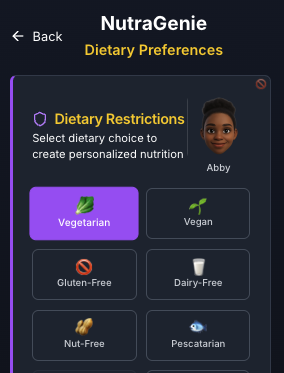 NutraGenie
Back
Dietary Preferences
Dietary Restrictions
Select dietary choice to
create personalized nutrition
Abby
Vegetarian
Vegan
Gluten-Free
Dairy-Free
Nut-Free
Pescatarian